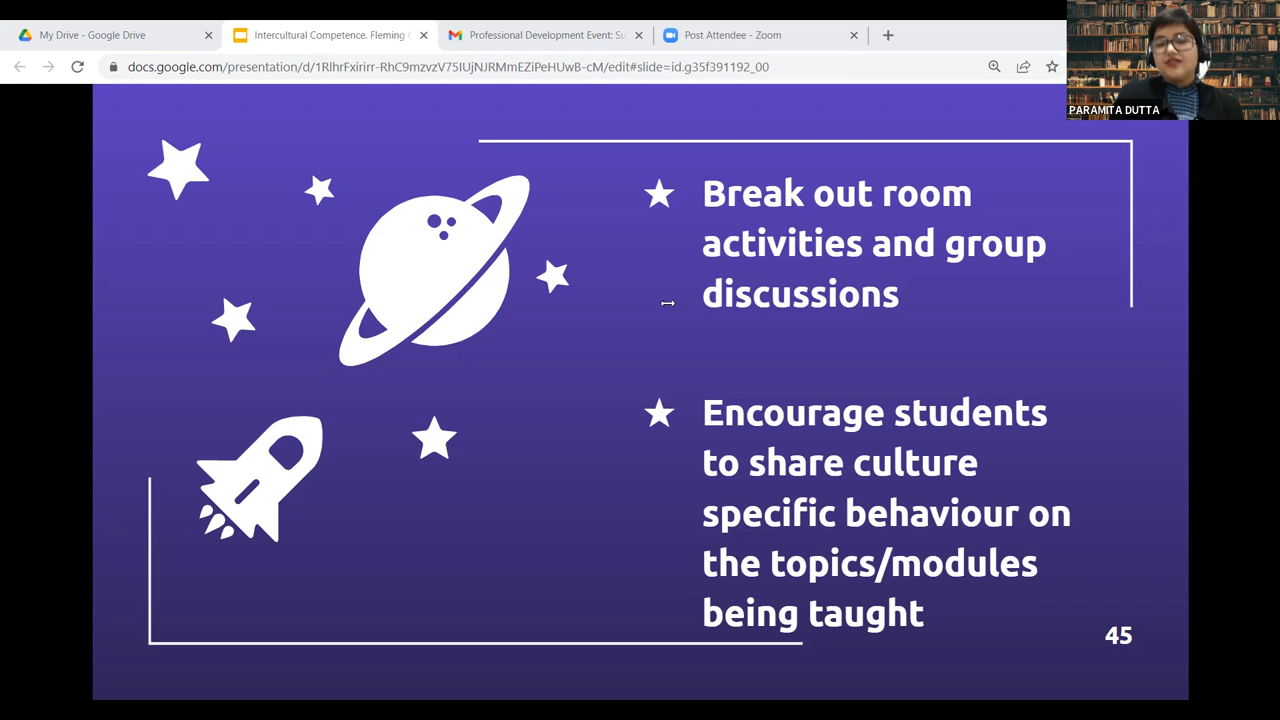 My Drive - Google Drive
Intercultural Competence. Fleming
Professional Development Event: Su
Post Attendee - Zoom
docs.google.com/presentation/d/1RlhrFxirirr-RhC9mzvzV75IUjNJRMmEZiPeHUwB-cM/edit#slide=id.g35f391192_00
PARAMITA DUTTA
★ Break out room
activities and group
discussions
★ Encourage students
to share culture
specific behaviour on
the topics/modules
being taught
45